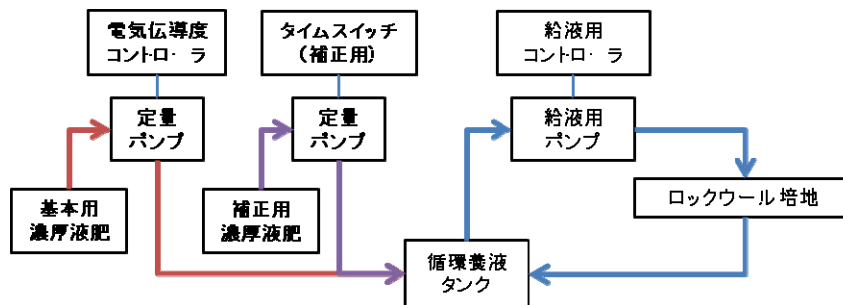 電気伝導度
コントローラ
タイムスイッチ
(補正用)
給液用
コントローラ
定量
ポンプ
定量
ポンプ
給液用
ポンプ
基本用
濃厚液肥
補正用
濃厚液肥
ロックウール培地
循環養液
タンク